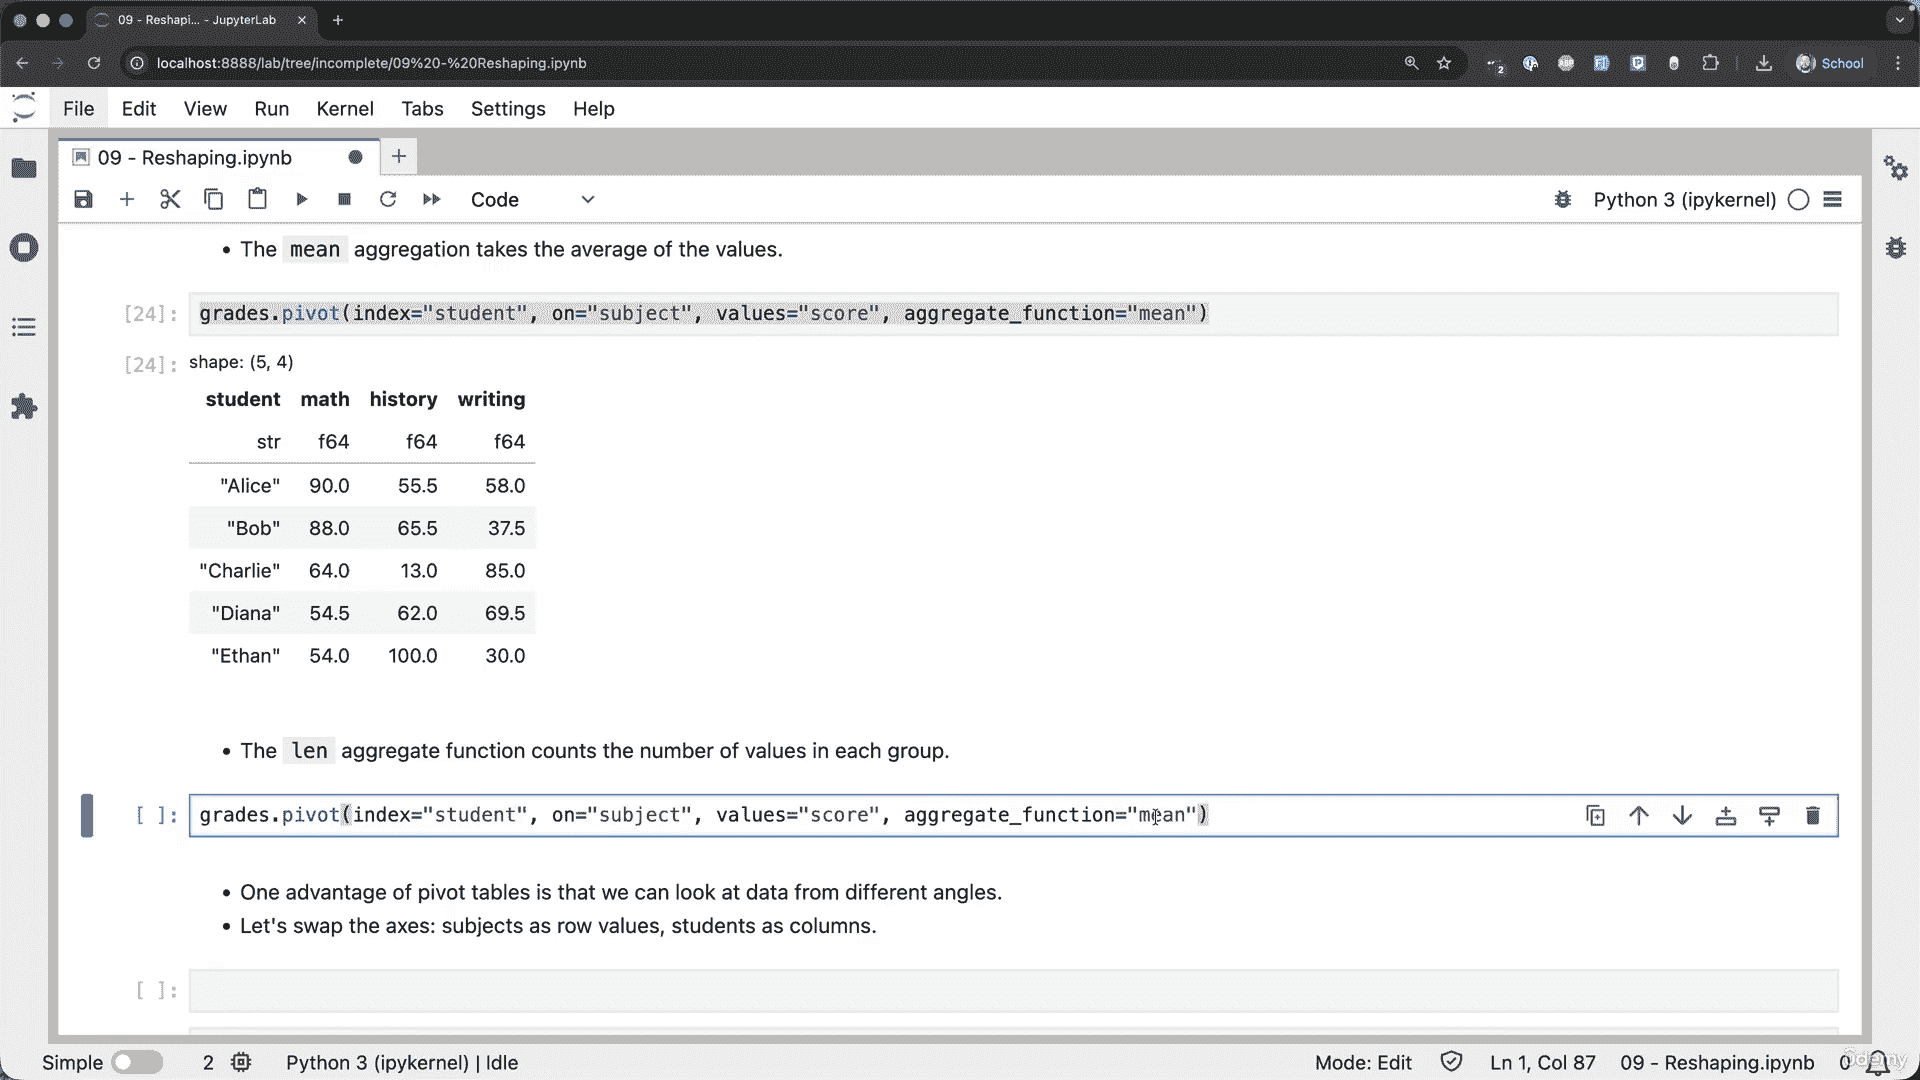 09 - Reshapi... - JupyterLab
localhost:8888/lab/tree/incomplete/09%20-%20Reshaping.ipynb
2
School
File Edit View Run Kernel Tabs Settings Help
09 - Reshaping.ipynb
Code
Python 3 (ipykernel)
• The mean aggregation takes the average of the values.
[24]: grades.pivot(index="student", on="subject", values="score", aggregate_function="mean")
[24]: shape: (5, 4)
student math history writing
str f64 f64 f64
"Alice" 90.0 55.5 58.0
"Bob" 88.0 65.5 37.5
"Charlie" 64.0 13.0 85.0
"Diana" 54.5 62.0 69.5
"Ethan" 54.0 100.0 30.0
• The len aggregate function counts the number of values in each group.
[ ]: grades.pivot(index="student", on="subject", values="score", aggregate_function="mean")
• One advantage of pivot tables is that we can look at data from different angles.
• Let's swap the axes: subjects as row values, students as columns.
[ ]:
Simple 2 Python 3 (ipykernel) | Idle Mode: Edit Ln 1, Col 87 09 - Reshaping.ipynb 0
udemy